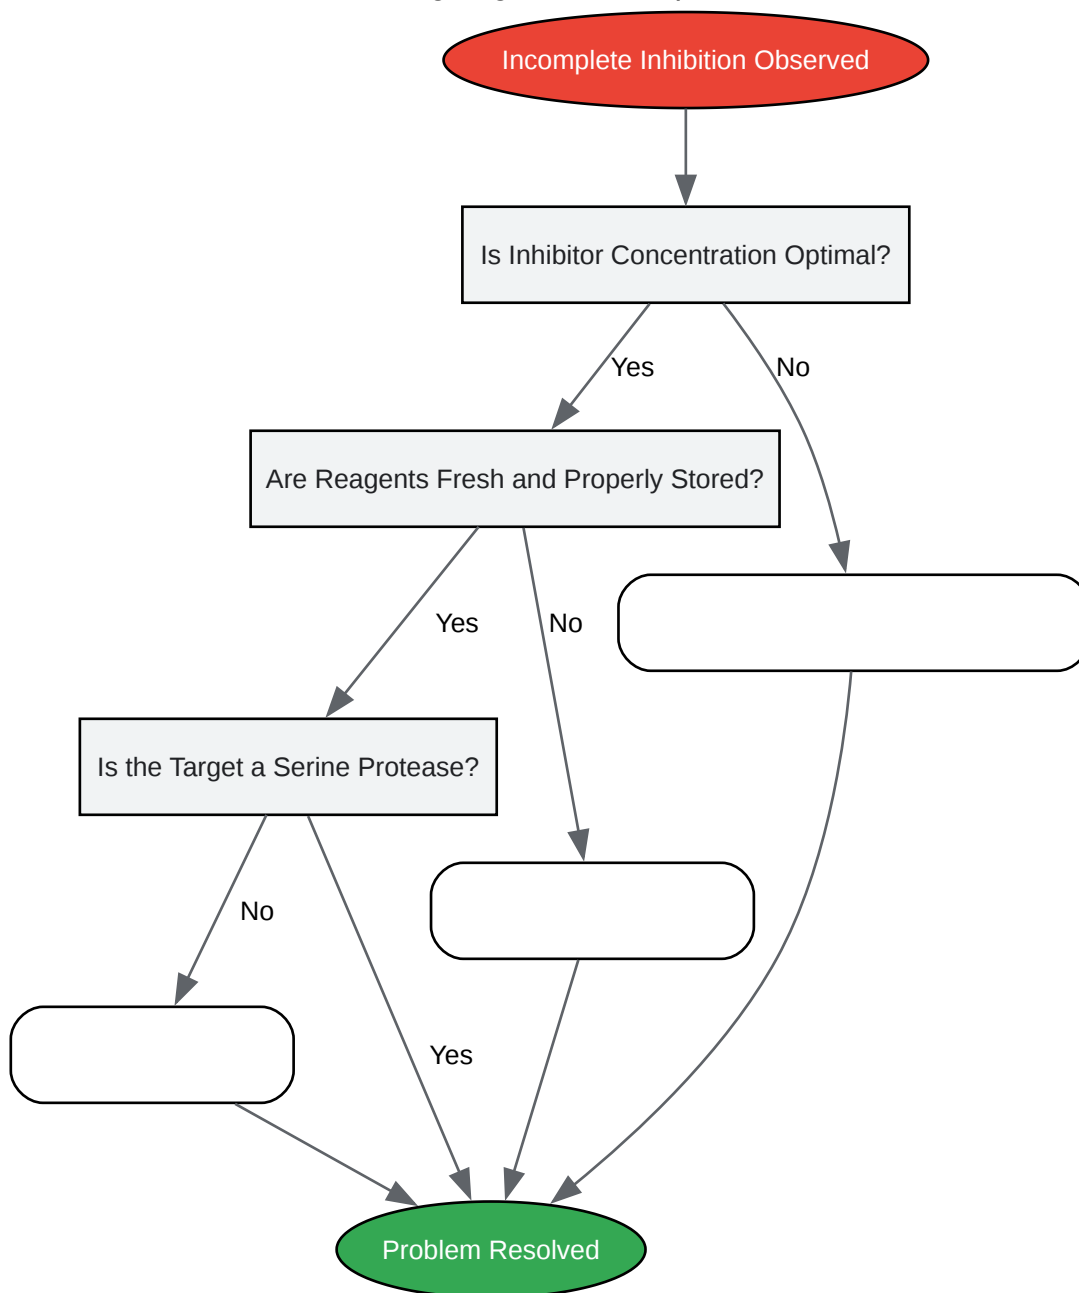 Incomplete Inhibition Observed
Is Inhibitor Concentration Optimal?
Yes
No
Are Reagents Fresh and Properly Stored?
Yes
No
Is the Target a Serine Protease?
No
Yes
Problem Resolved